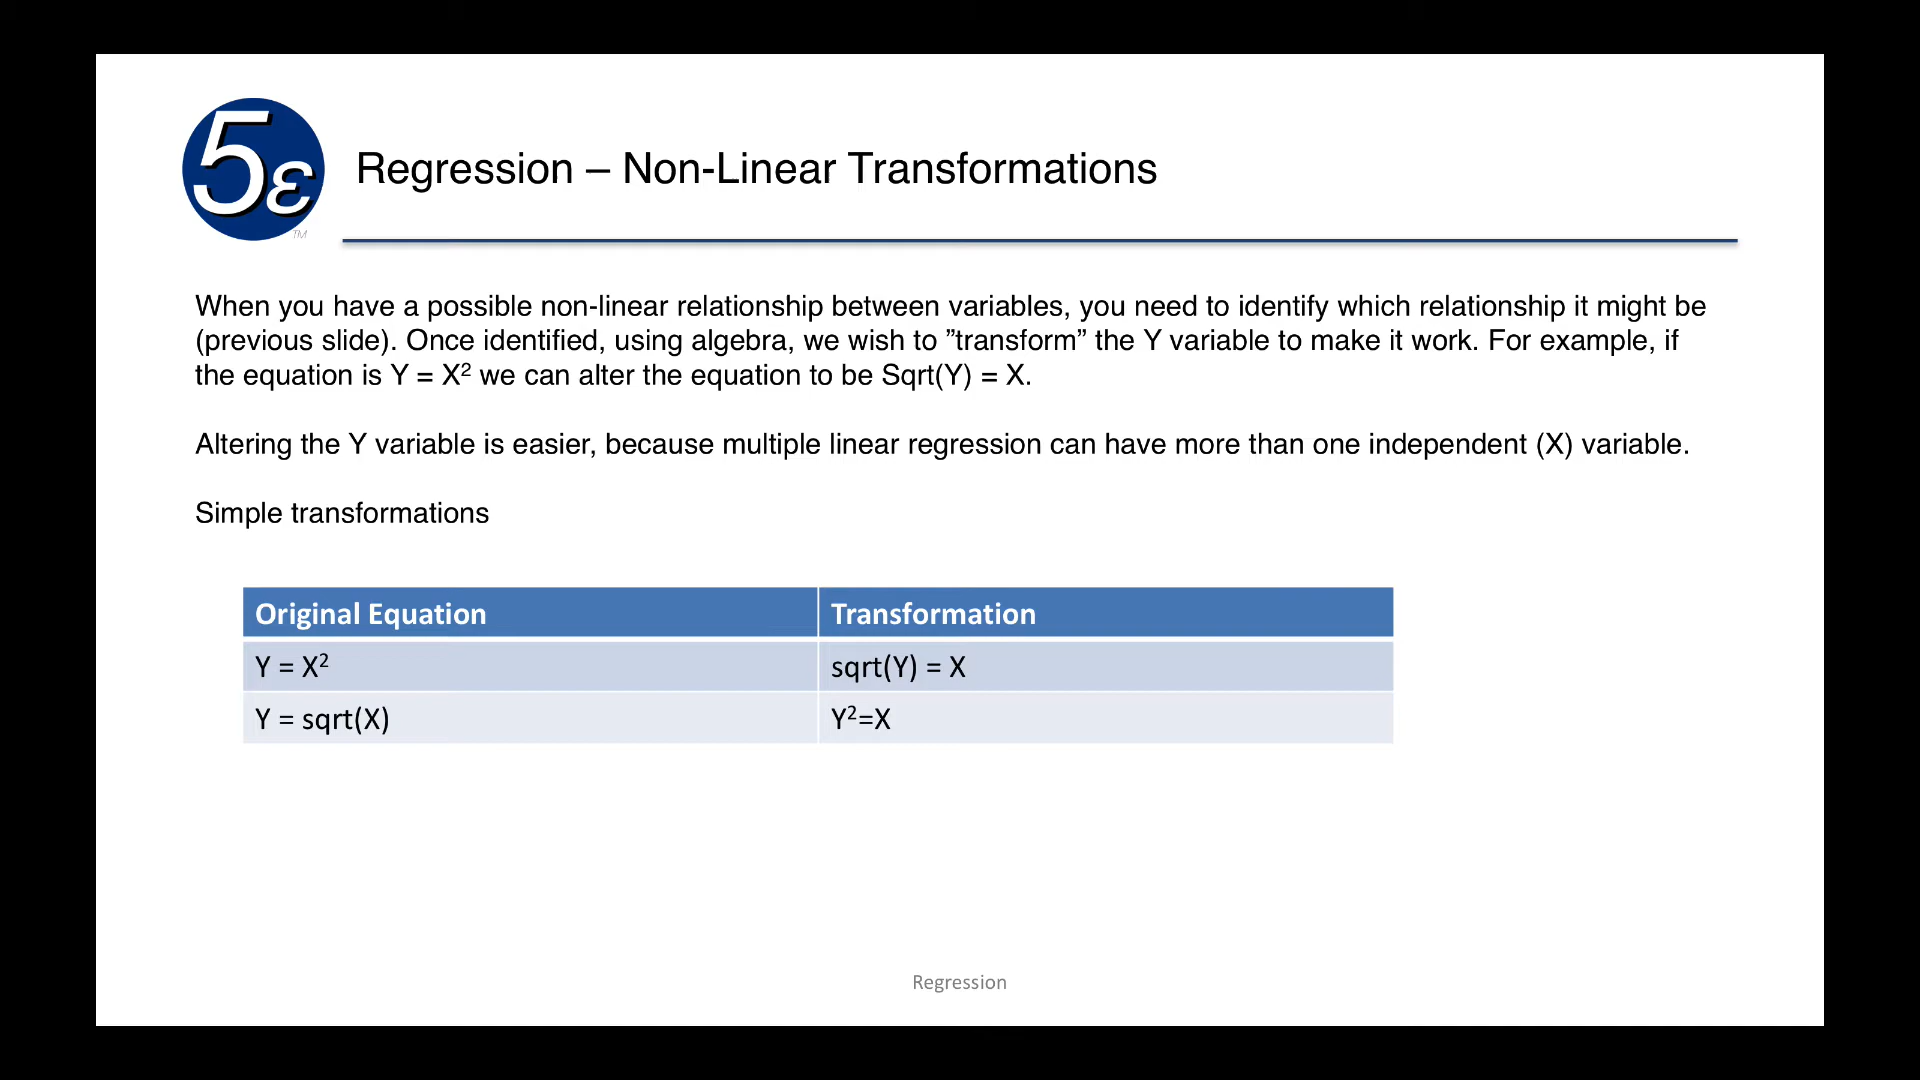 5ε
TM
Regression – Non-Linear Transformations
When you have a possible non-linear relationship between variables, you need to identify which relationship it might be
(previous slide). Once identified, using algebra, we wish to ”transform” the Y variable to make it work. For example, if
the equation is Y = X² we can alter the equation to be Sqrt(Y) = X.
Altering the Y variable is easier, because multiple linear regression can have more than one independent (X) variable.
Simple transformations
Original Equation Transformation
Y = X² sqrt(Y) = X
Y = sqrt(X) Y²=X
Regression